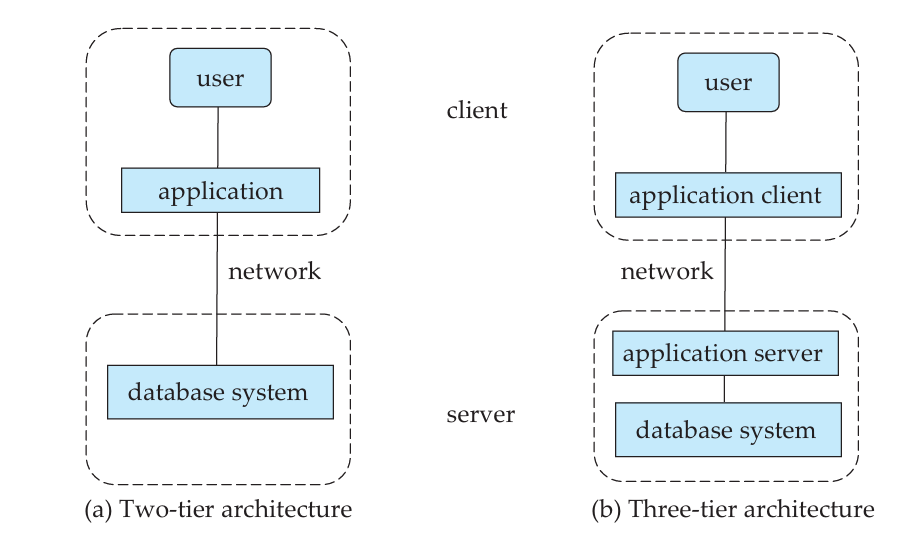 user
application
network
database system
(a) Two-tier architecture
client
server
user
application client
network
application server
database system
(b) Three-tier architecture